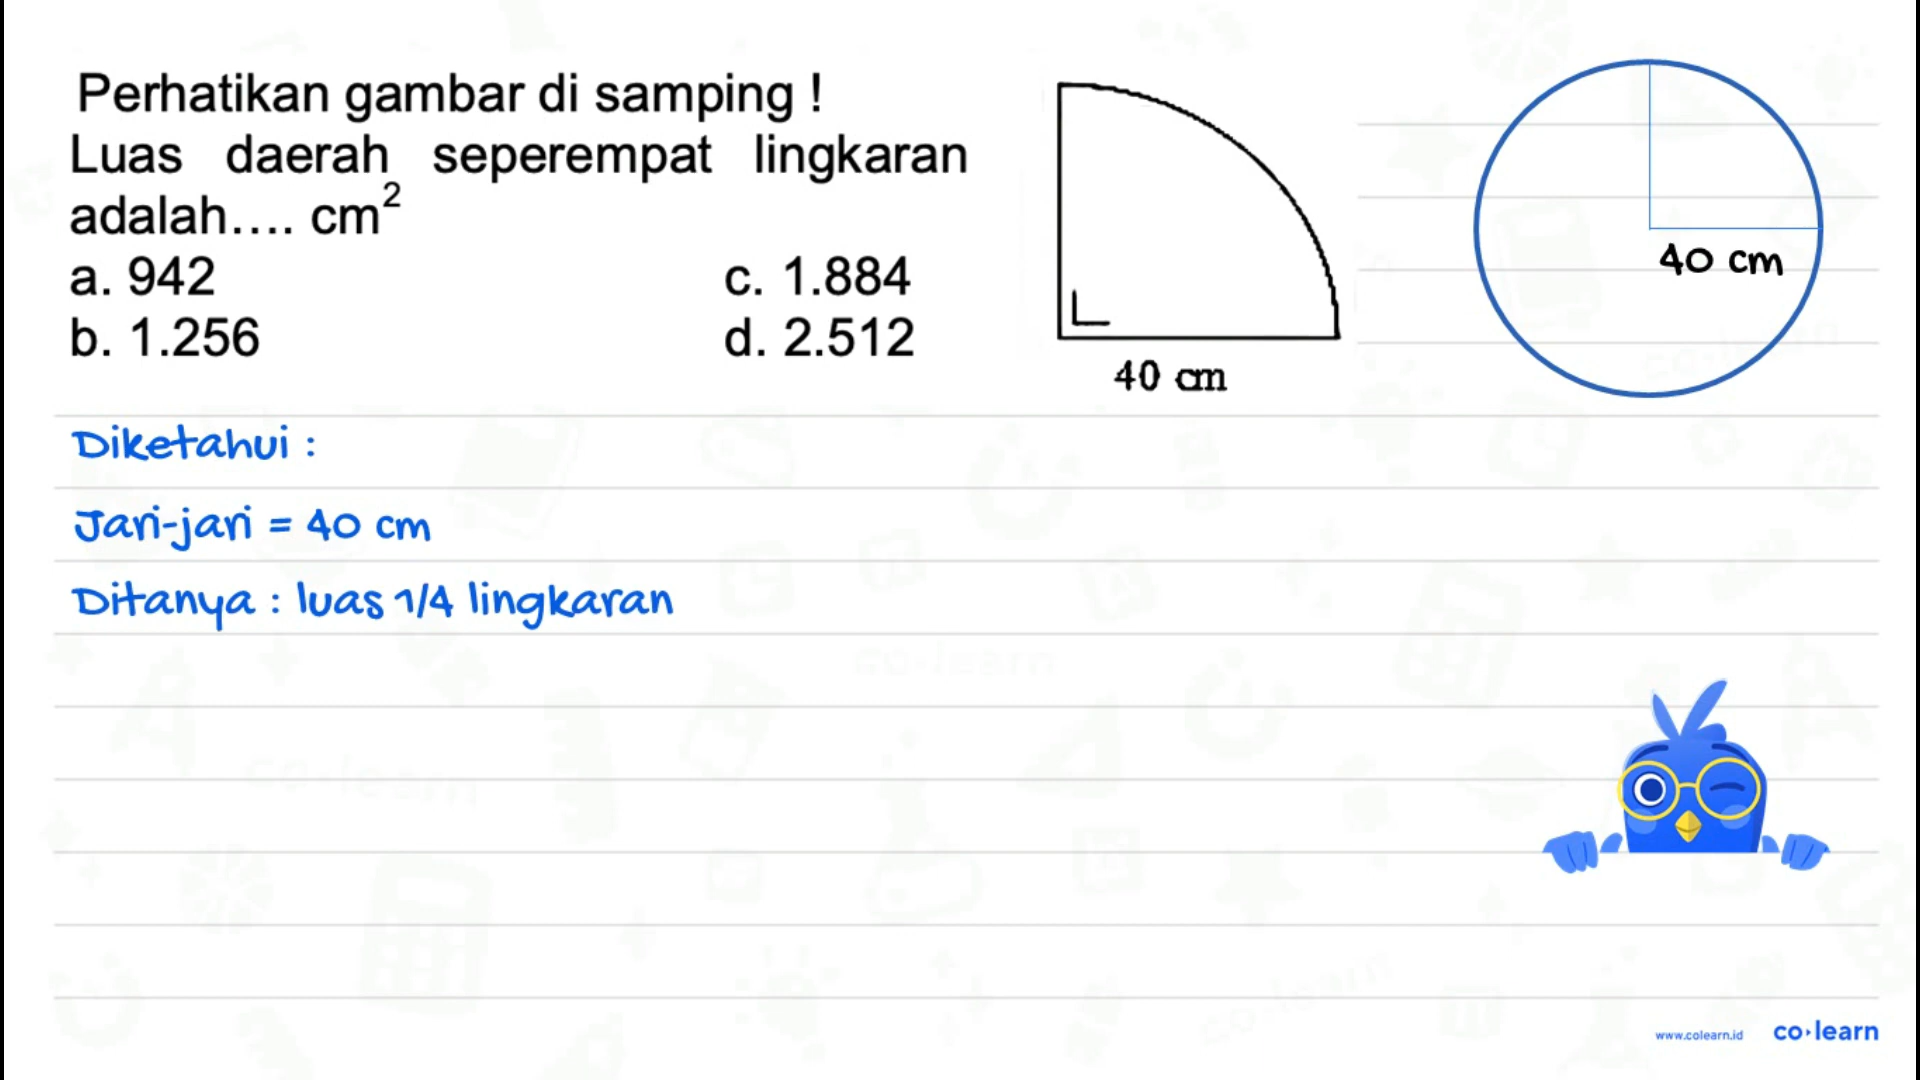 Perhatikan gambar di samping !
Luas daerah seperempat lingkaran
adalah.... cm²
a. 942 c. 1.884
b. 1.256 d. 2.512
40 cm
40 cm
Diketahui :
Jari-jari = 40 cm
Ditanya : luas 1/4 lingkaran
www.colearn.id co·learn